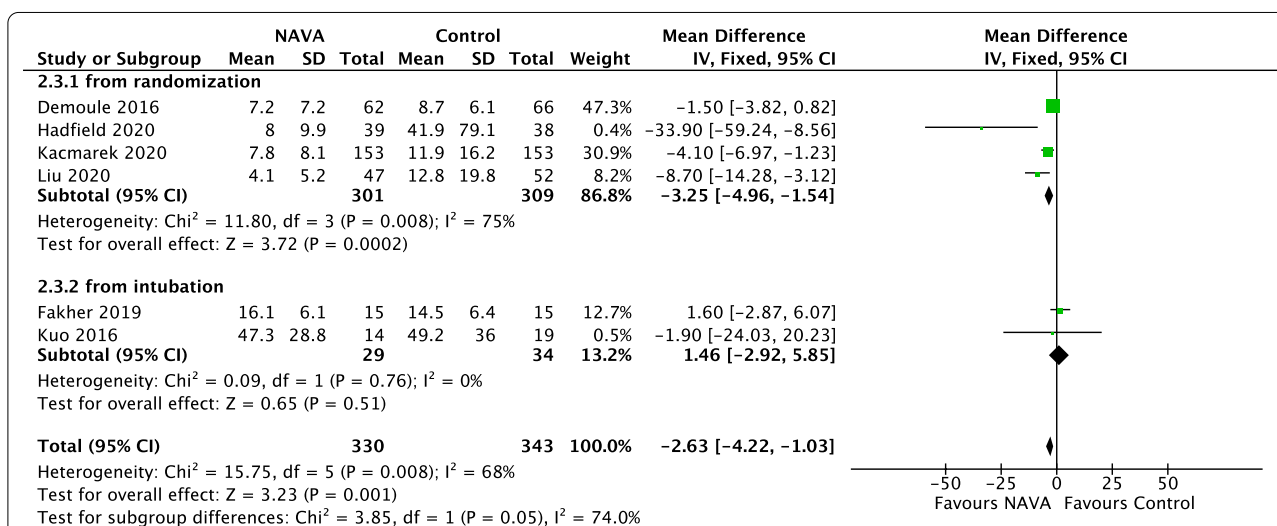 NAVA Control Mean Difference Mean Difference
Study or Subgroup Mean SD Total Mean SD Total Weight IV, Fixed, 95% CI IV, Fixed, 95% CI
2.3.1 from randomization
Demoule 2016 7.2 7.2 62 8.7 6.1 66 47.3% −1.50 [−3.82, 0.82]
Hadfield 2020 8 9.9 39 41.9 79.1 38 0.4% −33.90 [−59.24, −8.56]
Kacmarek 2020 7.8 8.1 153 11.9 16.2 153 30.9% −4.10 [−6.97, −1.23]
Liu 2020 4.1 5.2 47 12.8 19.8 52 8.2% −8.70 [−14.28, −3.12]
Subtotal (95% CI) 301 309 86.8% −3.25 [−4.96, −1.54]
Heterogeneity: Chi² = 11.80, df = 3 (P = 0.008); I² = 75%
Test for overall effect: Z = 3.72 (P = 0.0002)
2.3.2 from intubation
Fakher 2019 16.1 6.1 15 14.5 6.4 15 12.7% 1.60 [−2.87, 6.07]
Kuo 2016 47.3 28.8 14 49.2 36 19 0.5% −1.90 [−24.03, 20.23]
Subtotal (95% CI) 29 34 13.2% 1.46 [−2.92, 5.85]
Heterogeneity: Chi² = 0.09, df = 1 (P = 0.76); I² = 0%
Test for overall effect: Z = 0.65 (P = 0.51)
Total (95% CI) 330 343 100.0% −2.63 [−4.22, −1.03]
Heterogeneity: Chi² = 15.75, df = 5 (P = 0.008); I² = 68%
Test for overall effect: Z = 3.23 (P = 0.001)
Test for subgroup differences: Chi² = 3.85, df = 1 (P = 0.05), I² = 74.0%
−50 −25 0 25 50
Favours NAVA Favours Control